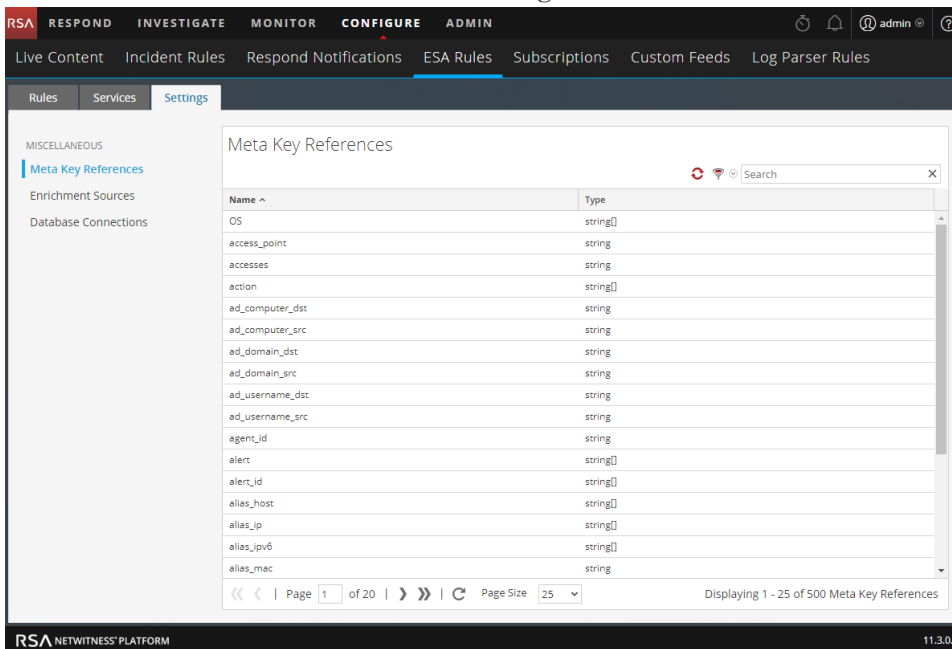 RSA RESPOND INVESTIGATE MONITOR CONFIGURE ADMIN admin
Live Content Incident Rules Respond Notifications ESA Rules Subscriptions Custom Feeds Log Parser Rules
Rules Services Settings
MISCELLANEOUS
Meta Key References
Enrichment Sources
Database Connections
Meta Key References
Search
Name Type
OS string[]
access_point string
accesses string
action string[]
ad_computer_dst string
ad_computer_src string
ad_domain_dst string
ad_domain_src string
ad_username_dst string
ad_username_src string
agent_id string
alert string[]
alert_id string[]
alias_host string[]
alias_ip string[]
alias_ipv6 string[]
alias_mac string
Page 1 of 20 Page Size 25 Displaying 1 - 25 of 500 Meta Key References
RSA NETWITNESS® PLATFORM 11.3.0.